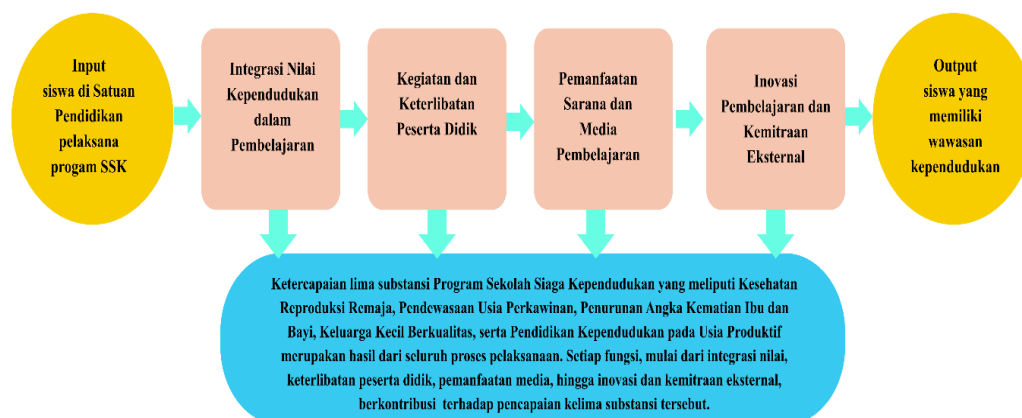 Input
siswa di Satuan
Pendidikan
pelaksana
progam SSK
Integrasi Nilai
Kependudukan
dalam
Pembelajaran
Kegiatan dan
Keterlibatan
Peserta Didik
Pemanfaatan
Sarana dan
Media
Pembelajaran
Inovasi
Pembelajaran dan
Kemitraan
Eksternal
Output
siswa yang
memiliki
wawasan
kependudukan
Ketercapaian lima substansi Program Sekolah Siaga Kependudukan yang meliputi Kesehatan
Reproduksi Remaja, Pendewasaan Usia Perkawinan, Penurunan Angka Kematian Ibu dan
Bayi, Keluarga Kecil Berkualitas, serta Pendidikan Kependudukan pada Usia Produktif
merupakan hasil dari seluruh proses pelaksanaan. Setiap fungsi, mulai dari integrasi nilai,
keterlibatan peserta didik, pemanfaatan media, hingga inovasi dan kemitraan eksternal,
berkontribusi terhadap pencapaian kelima substansi tersebut.